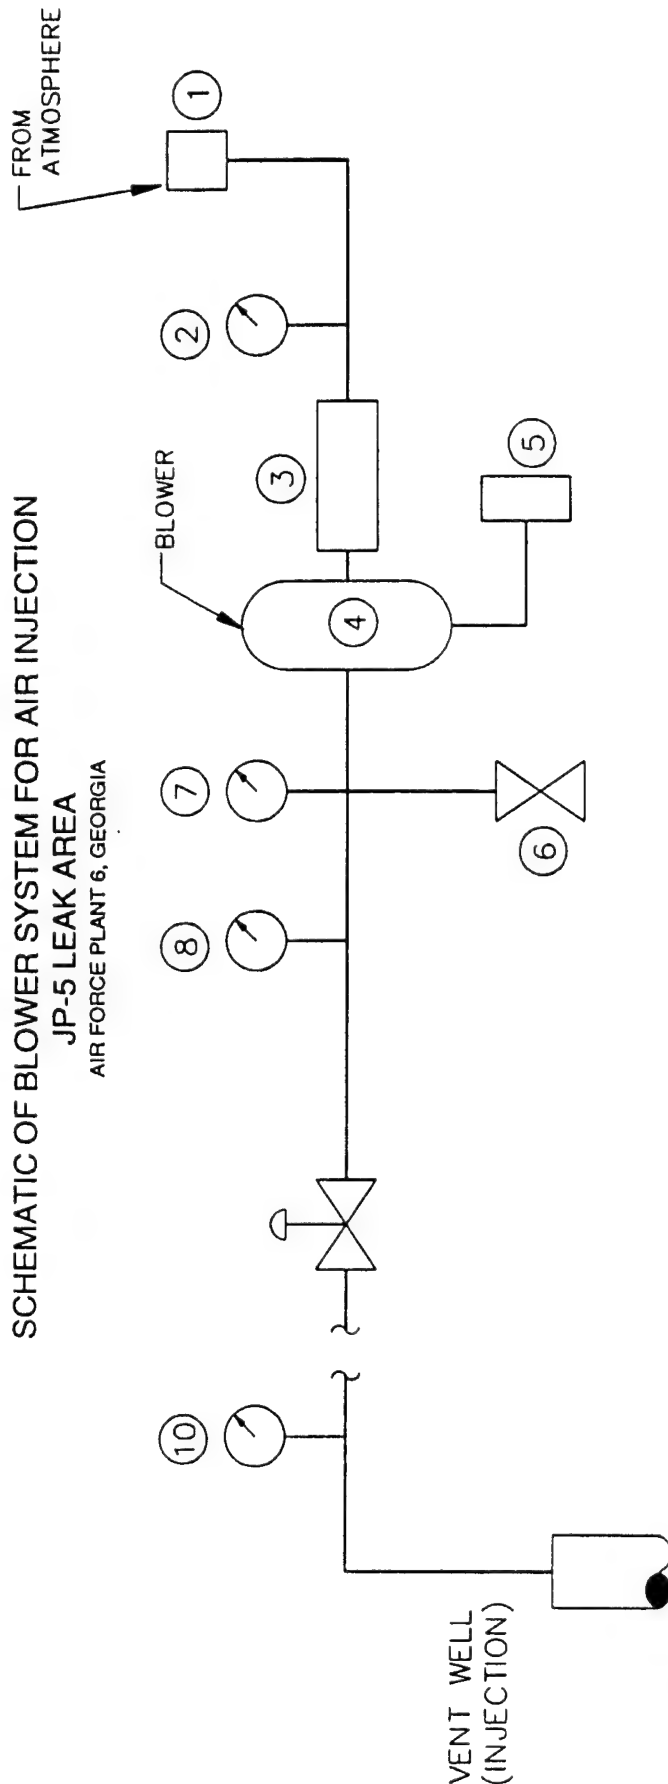 SCHEMATIC OF BLOWER SYSTEM FOR AIR INJECTION
JP-5 LEAK AREA
AIR FORCE PLANT 6, GEORGIA
FROM
ATMOSPHERE
1
2
3
BLOWER
4
5
7
6
8
10
VENT WELL
(INJECTION)